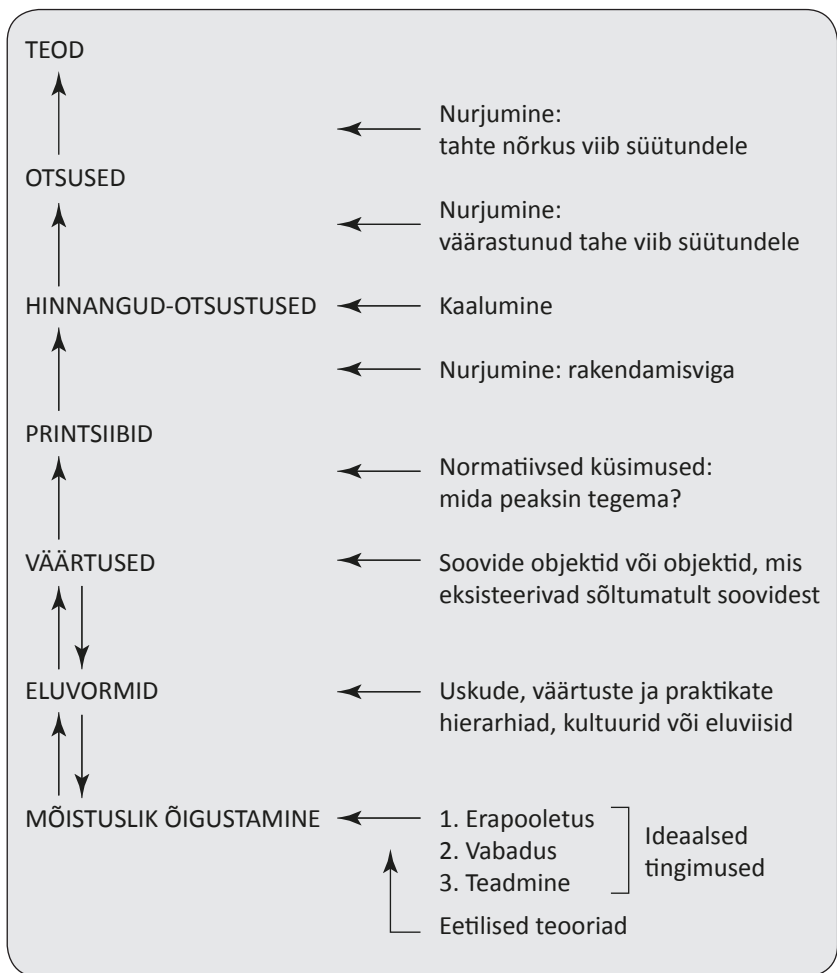 TEOD
Nurjumine:
tahte nõrkus viib süütundele
OTSUSED
Nurjumine:
väärastunud tahe viib süütundele
HINNANGUD-OTSUSTUSED
Kaalumine
Nurjumine: rakendamisviga
PRINTSIIBID
Normatiivsed küsimused:
mida peaksin tegema?
VÄÄRTUSED
Soovide objektid või objektid, mis
eksisteerivad sõltumatult soovidest
ELUVORMID
Uskude, väärtuste ja praktikate
hierarhiad, kultuurid või eluviisid
MÕISTUSLIK ÕIGUSTAMINE
1. Erapooletus
2. Vabadus
3. Teadmine
Ideaalsed
tingimused
Eetilised teooriad